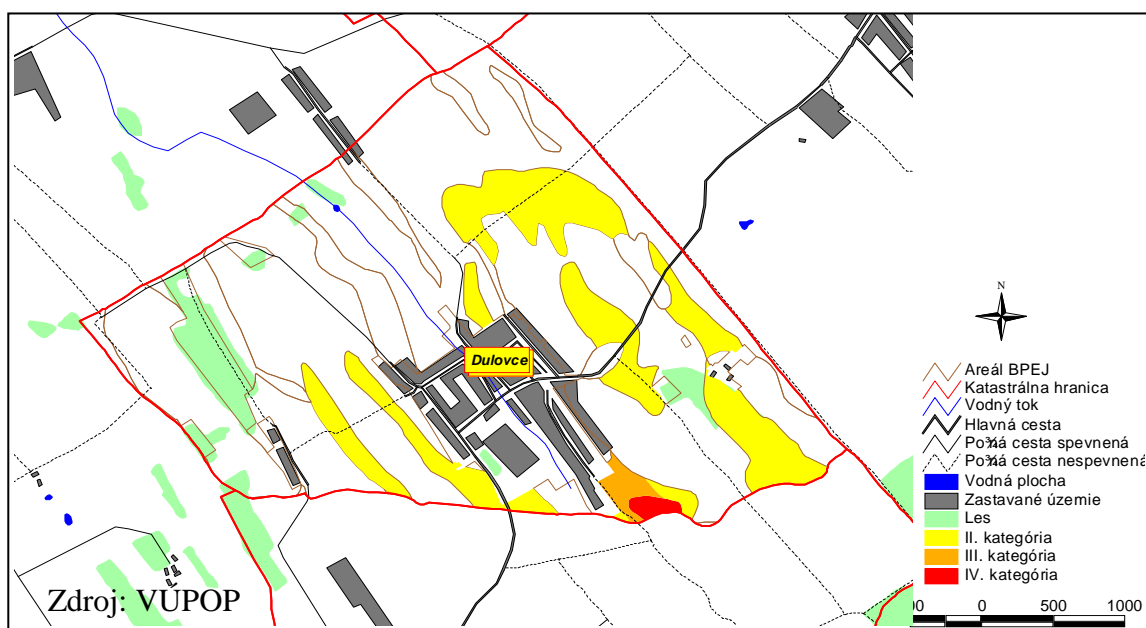 Dulovce
N
Areál BPEJ
Katastrálna hranica
Vodný tok
Hlavná cesta
Po¾ná cesta spevnená
Po¾ná cesta nespevnená
Vodná plocha
Zastavané územie
Les
II. kategória
III. kategória
IV. kategória
Zdroj: VÚPOP
00 0 500 1000